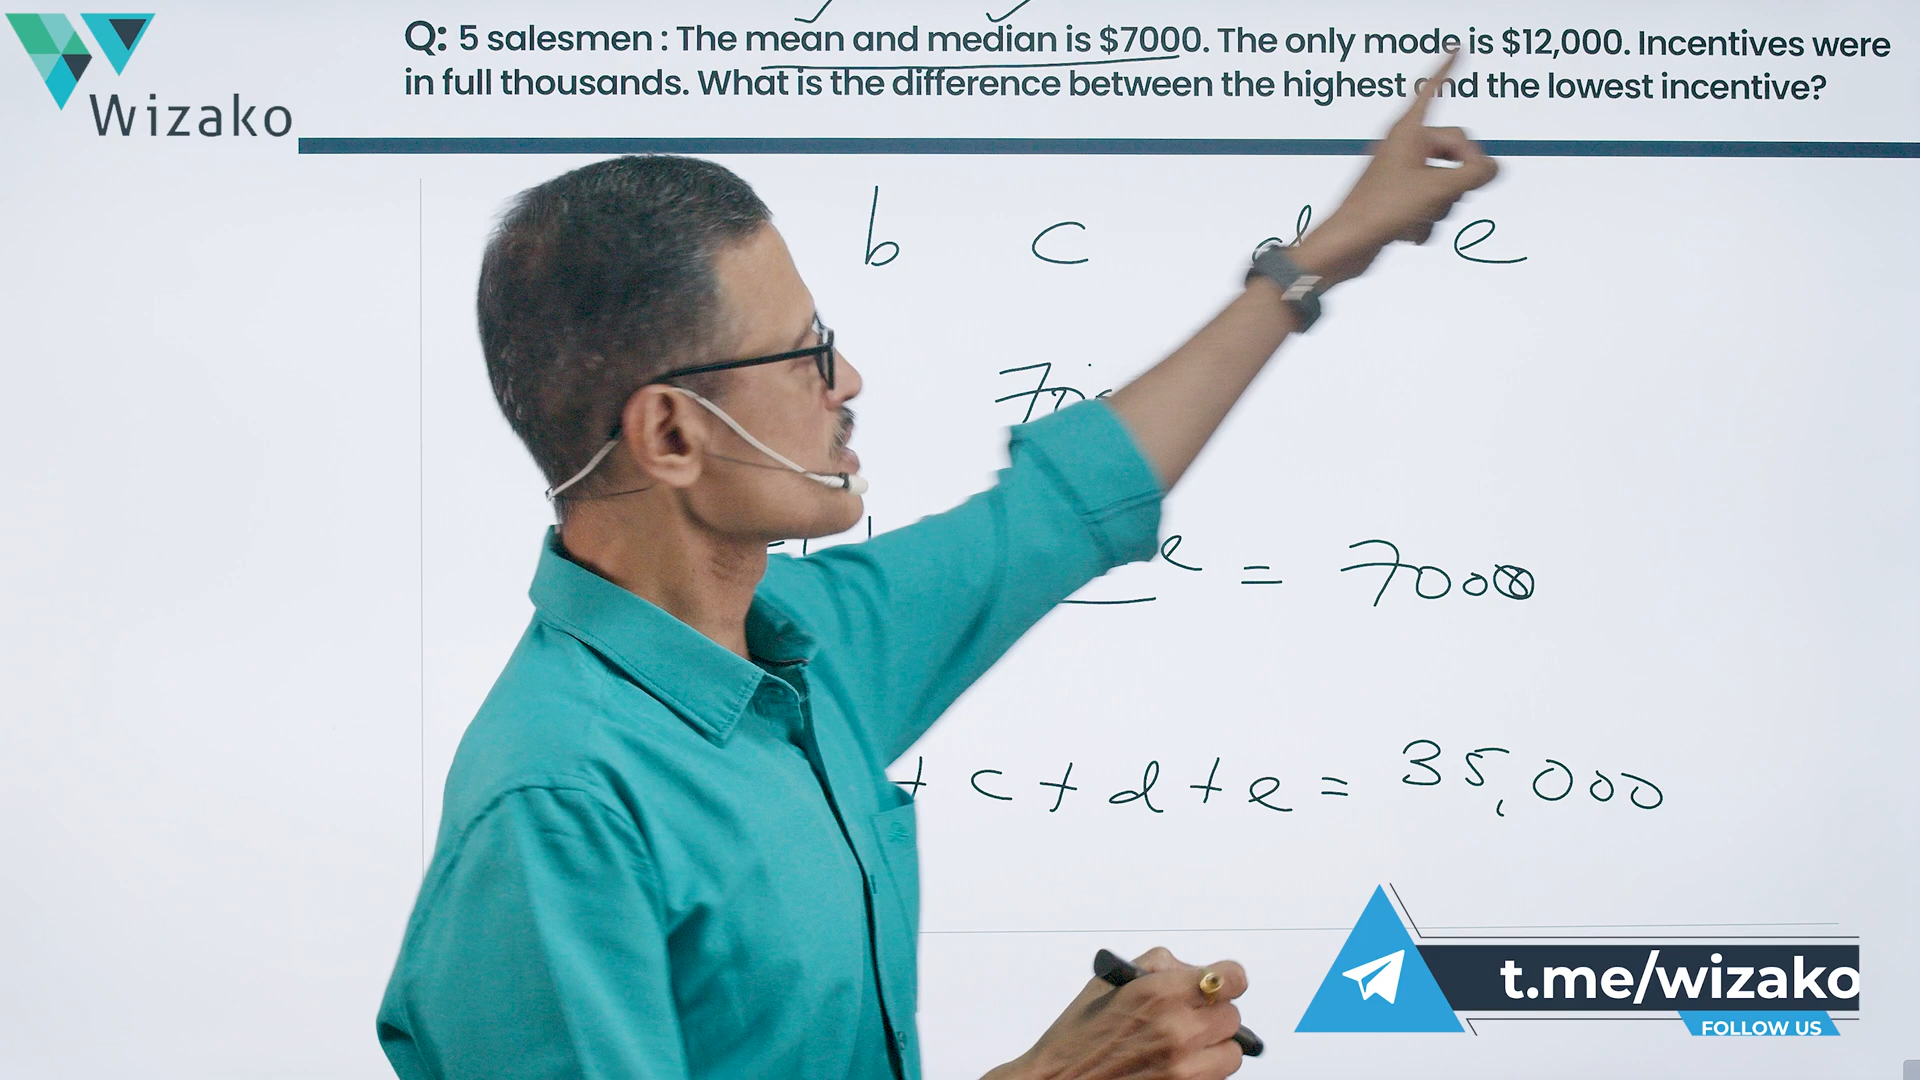 Q: 5 salesmen : The mean and median is $7000. The only mode is $12,000. Incentives were
in full thousands. What is the difference between the highest and the lowest incentive?
Wizako
b c d e
e = 7000
+ c + d + e = 35,000
t.me/wizako
FOLLOW US